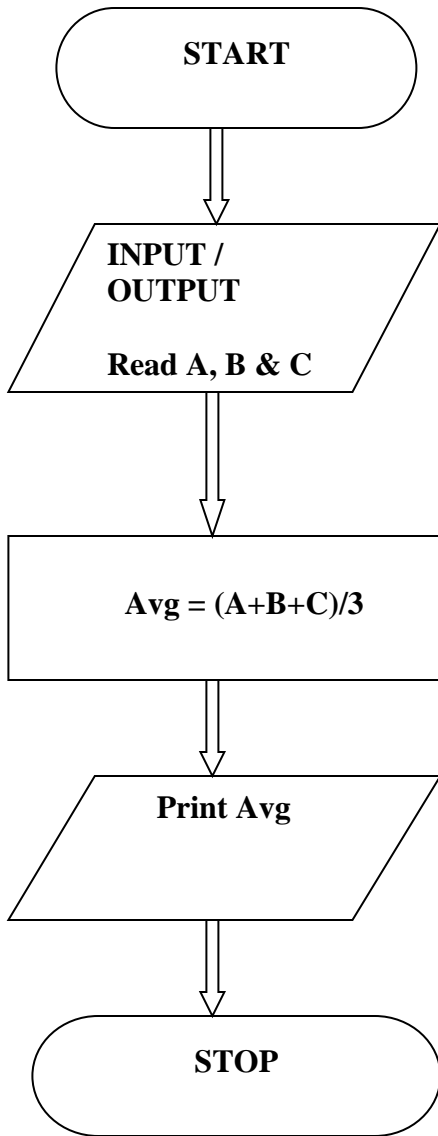 START
INPUT /
OUTPUT
Read A, B & C
Avg = (A+B+C)/3
Print Avg
STOP